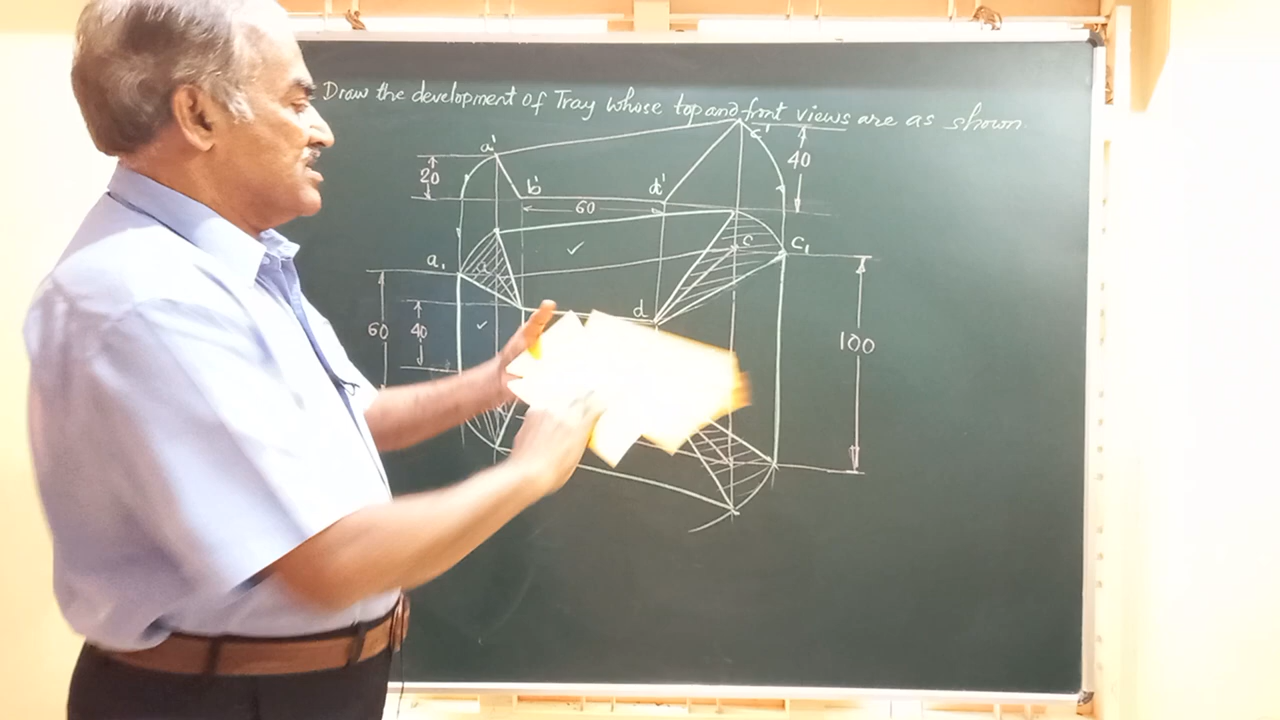 Draw the development of Tray whose top and front views are as shown
a' c'
20 b' d' 40
60
a₁ a c c₁
d
60 40 100